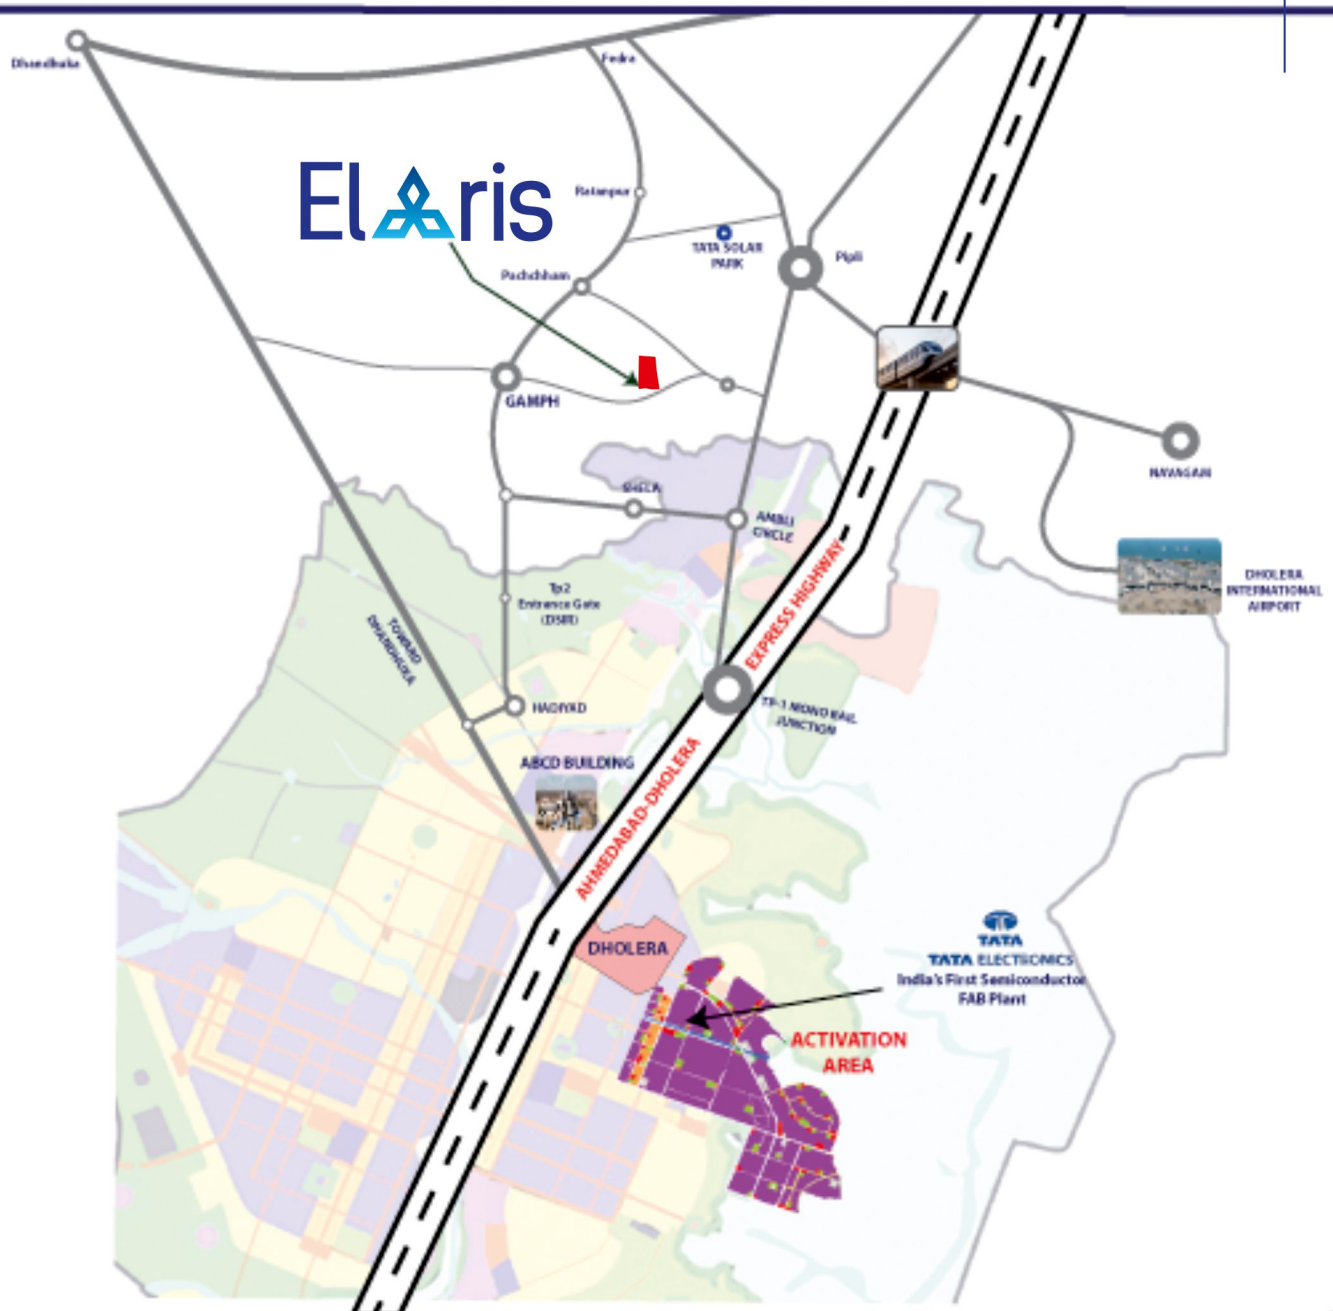 Dhandhuka
Fedra
Elaris
Ratanpur
TATA SOLAR
PARK
Pipli
Pachchham
GAMPH
NAVAGAM
SHELA
AMBLI
CIRCLE
DHOLERA
INTERNATIONAL
AIRPORT
Tp2
Entrance Gate
(DSIR)
EXPRESS HIGHWAY
TOWARD
DHANDHUKA
HADIYAD
TP-1 MONO RAIL
JUNCTION
ABCD BUILDING
AHMEDABAD-DHOLERA
DHOLERA
TATA
TATA ELECTRONICS
India's First Semiconductor
FAB Plant
ACTIVATION
AREA